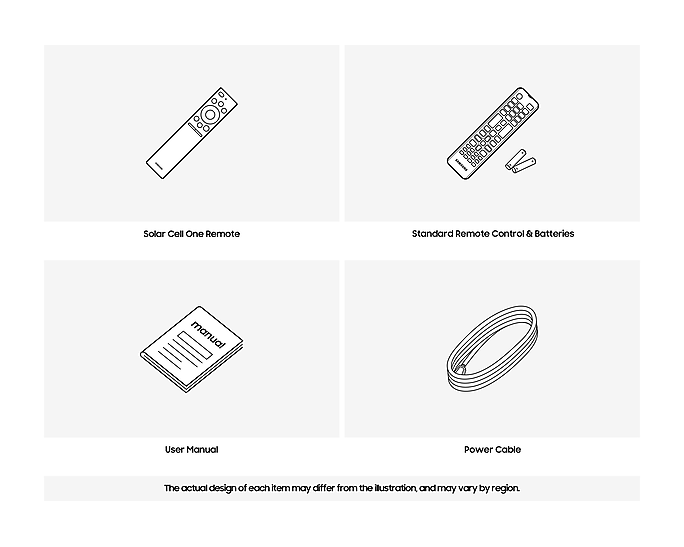 SAMSUNG
Solar Cell One Remote
Standard Remote Control & Batteries
manual
User Manual
Power Cable
The actual design of each item may differ from the illustration, and may vary by region.